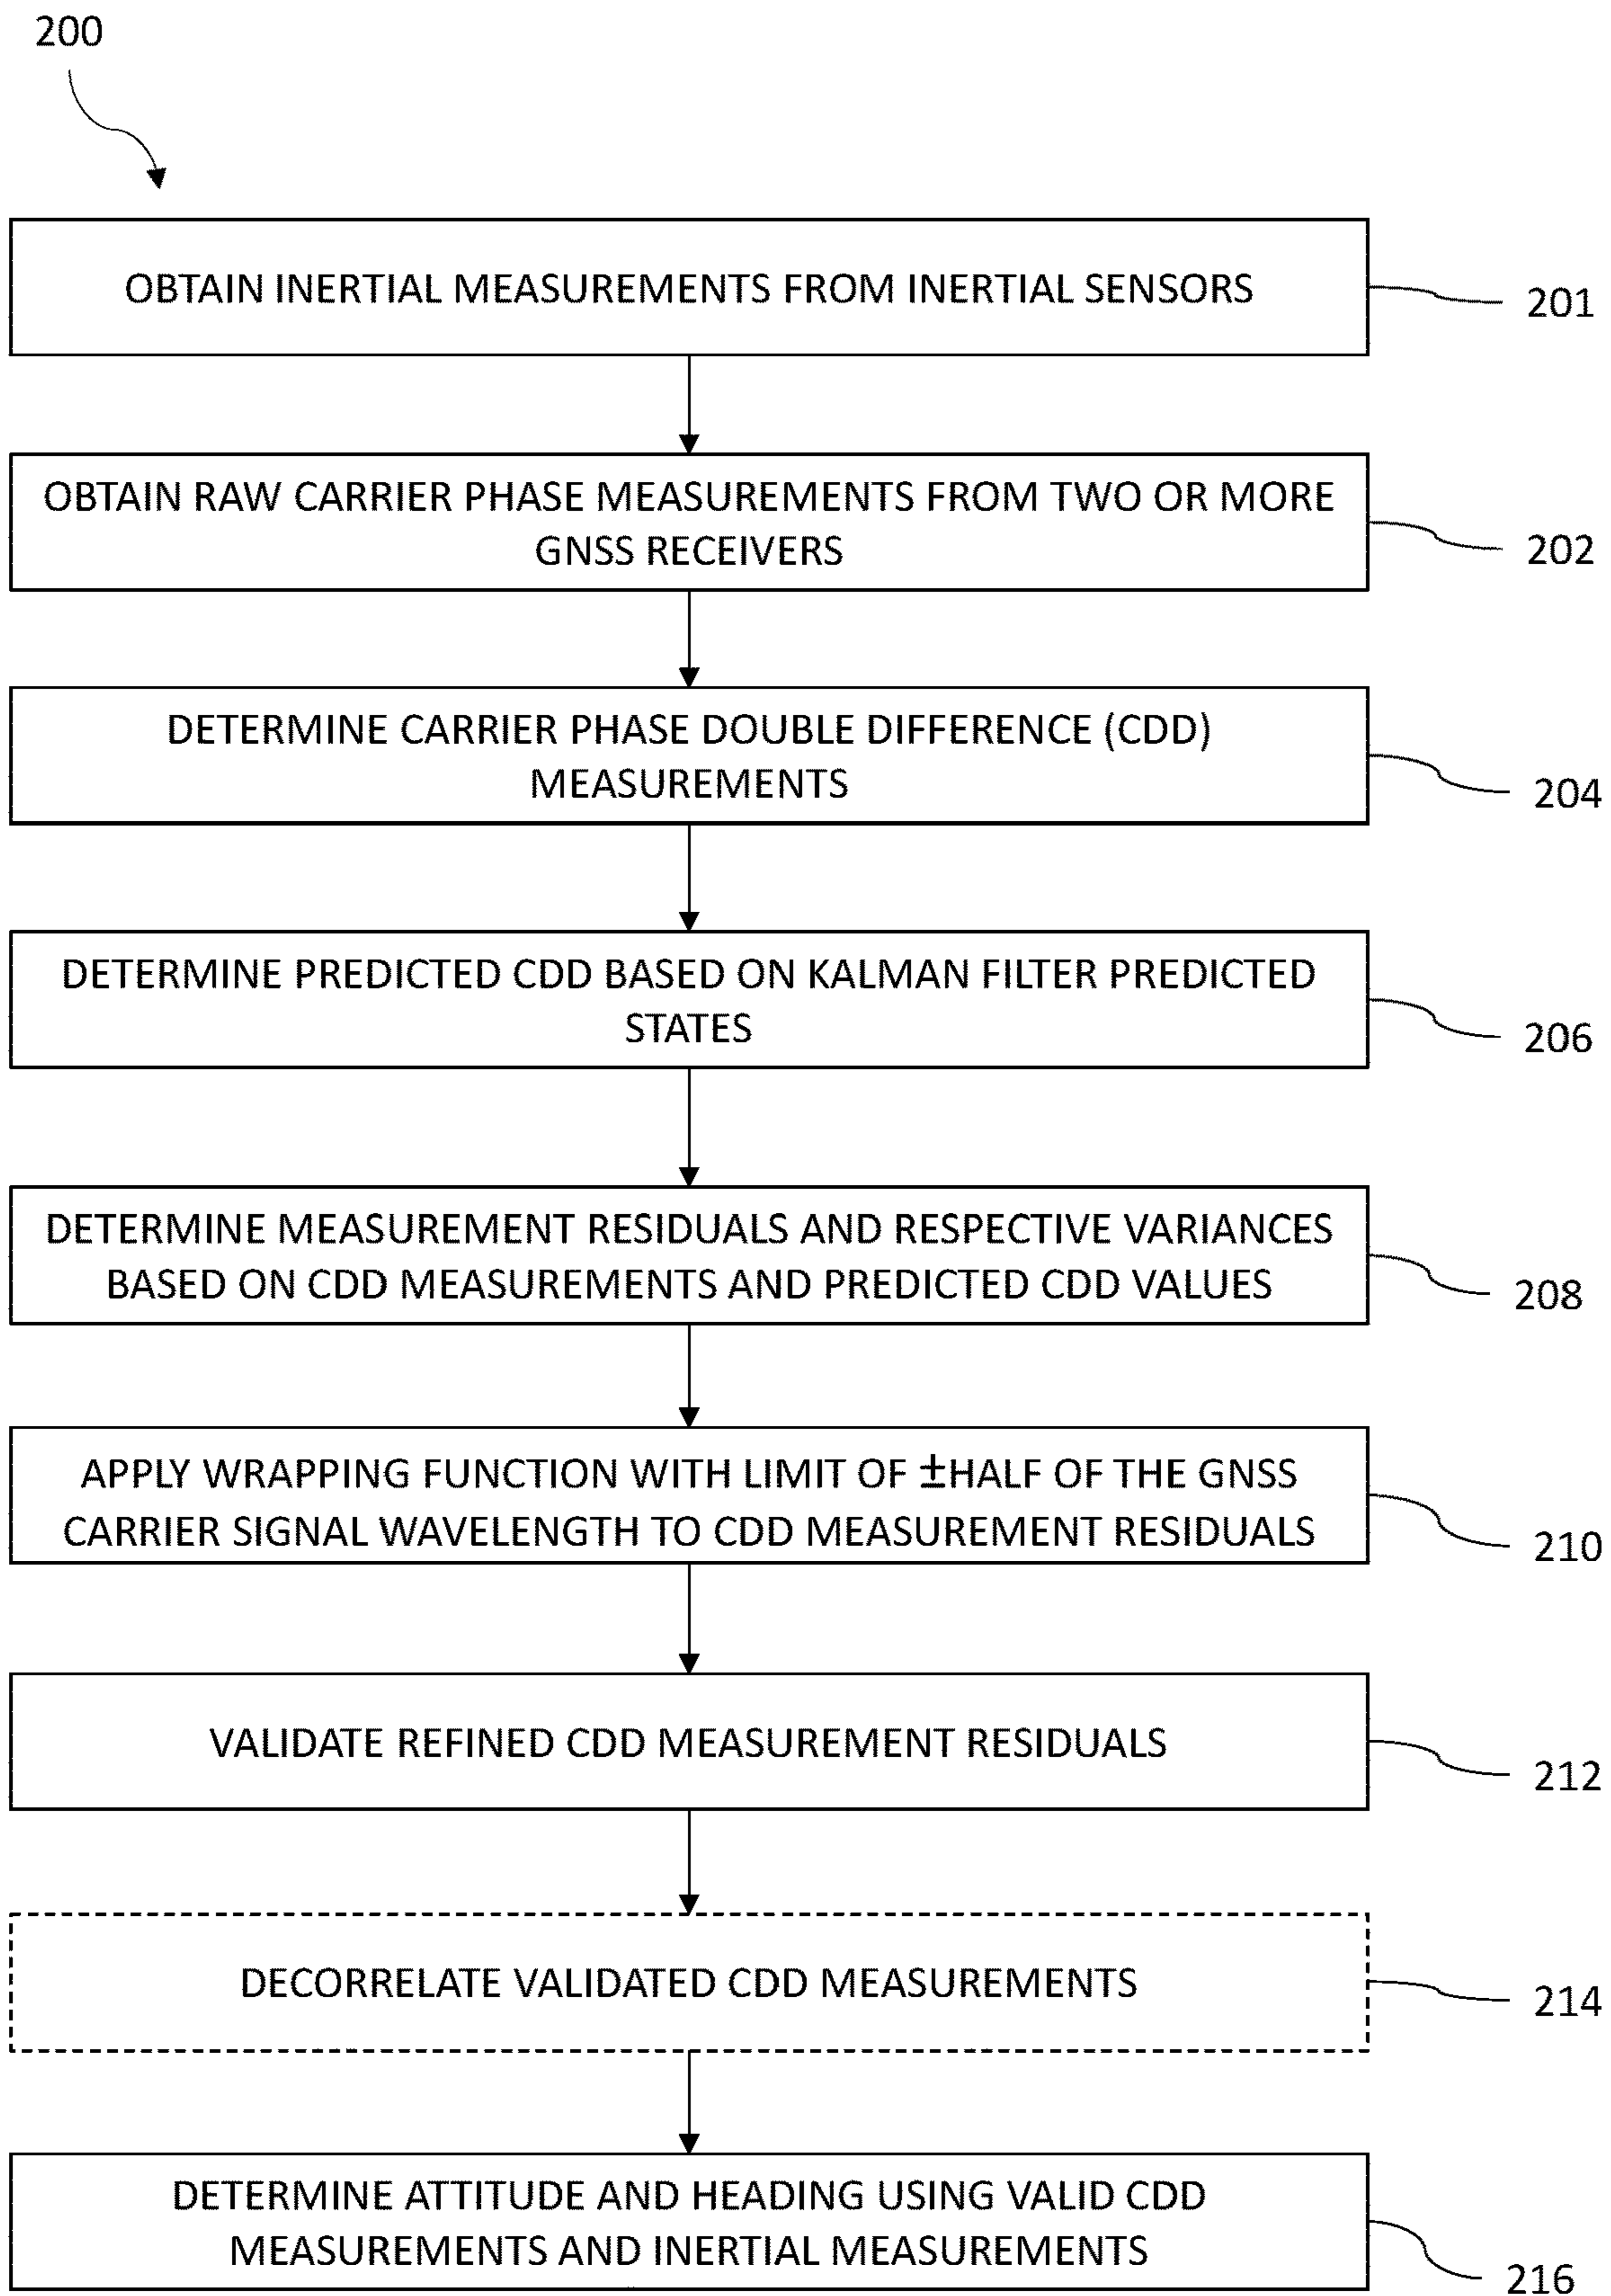 200
OBTAIN INERTIAL MEASUREMENTS FROM INERTIAL SENSORS
201
OBTAIN RAW CARRIER PHASE MEASUREMENTS FROM TWO OR MORE
GNSS RECEIVERS
202
DETERMINE CARRIER PHASE DOUBLE DIFFERENCE (CDD)
MEASUREMENTS
204
DETERMINE PREDICTED CDD BASED ON KALMAN FILTER PREDICTED
STATES
206
DETERMINE MEASUREMENT RESIDUALS AND RESPECTIVE VARIANCES
BASED ON CDD MEASUREMENTS AND PREDICTED CDD VALUES
208
APPLY WRAPPING FUNCTION WITH LIMIT OF ±HALF OF THE GNSS
CARRIER SIGNAL WAVELENGTH TO CDD MEASUREMENT RESIDUALS
210
VALIDATE REFINED CDD MEASUREMENT RESIDUALS
212
DECORRELATE VALIDATED CDD MEASUREMENTS
214
DETERMINE ATTITUDE AND HEADING USING VALID CDD
MEASUREMENTS AND INERTIAL MEASUREMENTS
216